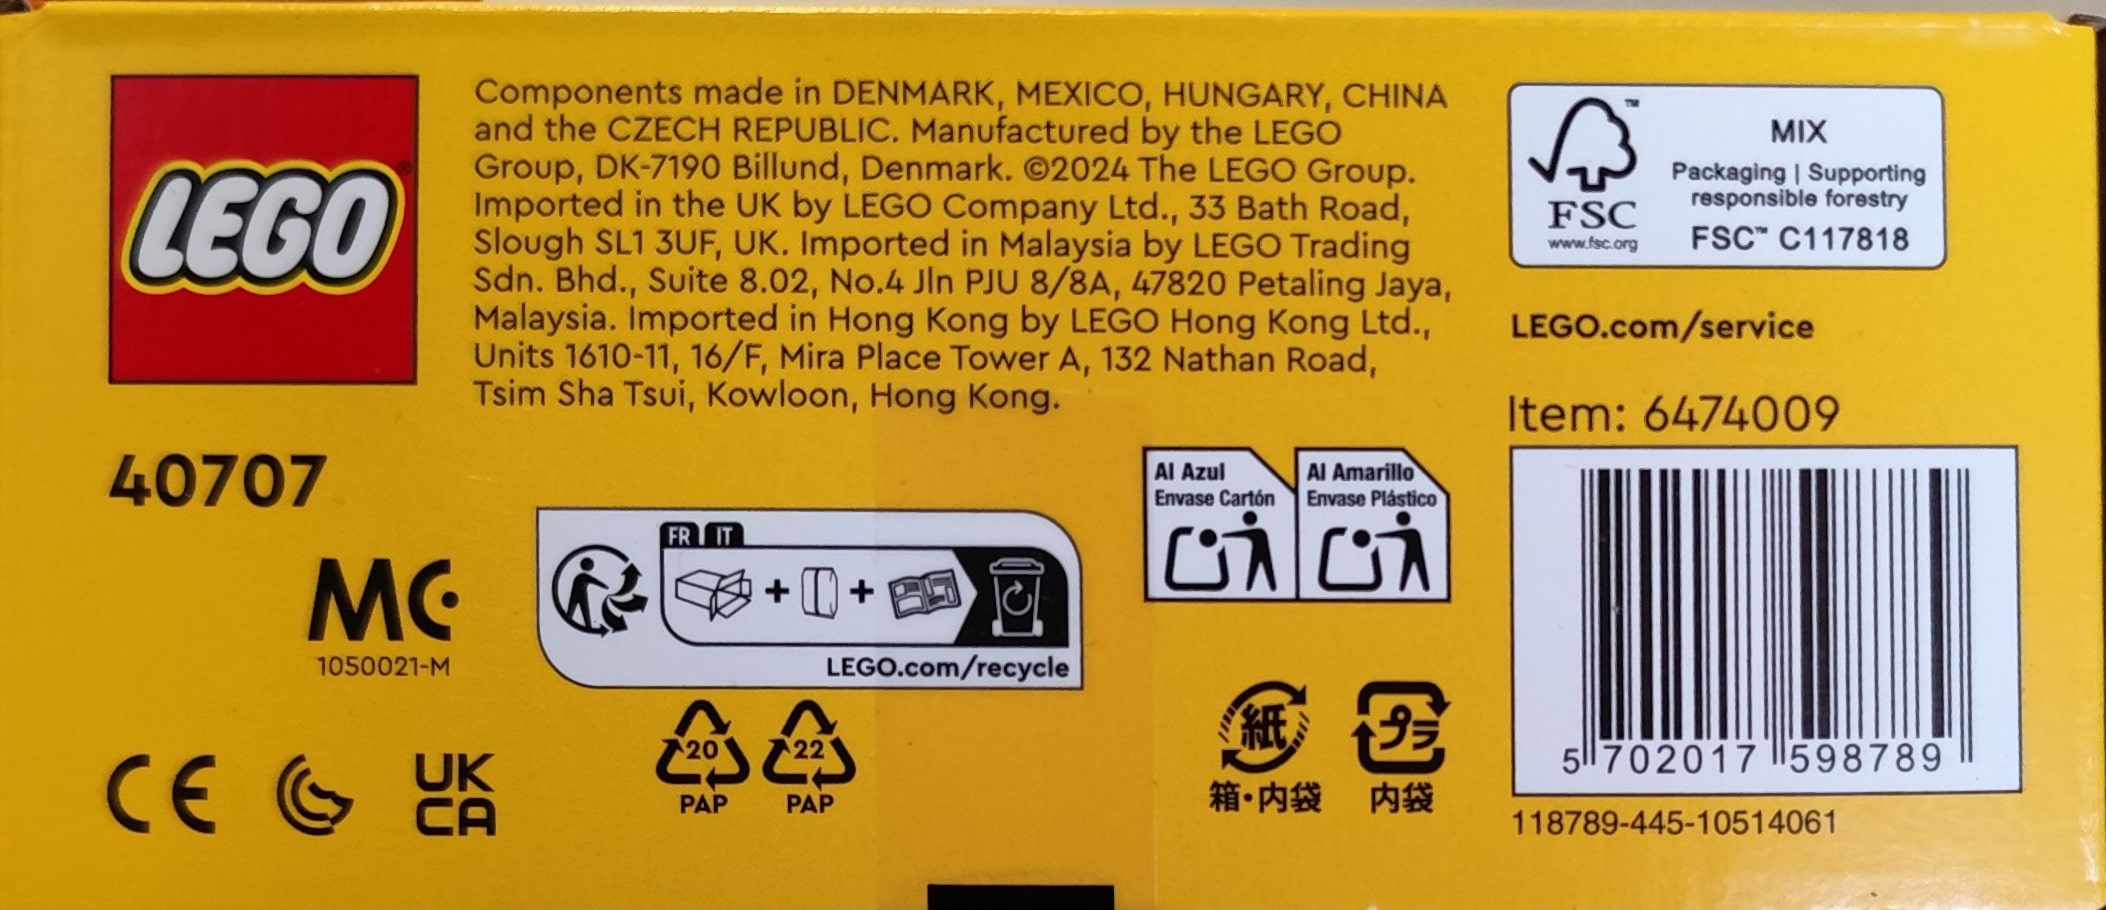 LEGO®
Components made in DENMARK, MEXICO, HUNGARY, CHINA
and the CZECH REPUBLIC. Manufactured by the LEGO
Group, DK-7190 Billund, Denmark. ©2024 The LEGO Group.
Imported in the UK by LEGO Company Ltd., 33 Bath Road,
Slough SL1 3UF, UK. Imported in Malaysia by LEGO Trading
Sdn. Bhd., Suite 8.02, No.4 Jln PJU 8/8A, 47820 Petaling Jaya,
Malaysia. Imported in Hong Kong by LEGO Hong Kong Ltd.,
Units 1610-11, 16/F, Mira Place Tower A, 132 Nathan Road,
Tsim Sha Tsui, Kowloon, Hong Kong.
FSC™
www.fsc.org
MIX
Packaging | Supporting
responsible forestry
FSC™ C117818
LEGO.com/service
Item: 6474009
40707
MC
1050021-M
FR IT
LEGO.com/recycle
Al Azul
Envase Cartón
Al Amarillo
Envase Plástico
CE
UK
CA
20
PAP
22
PAP
紙
箱・内袋
プラ
内袋
5 702017 598789
118789-445-10514061